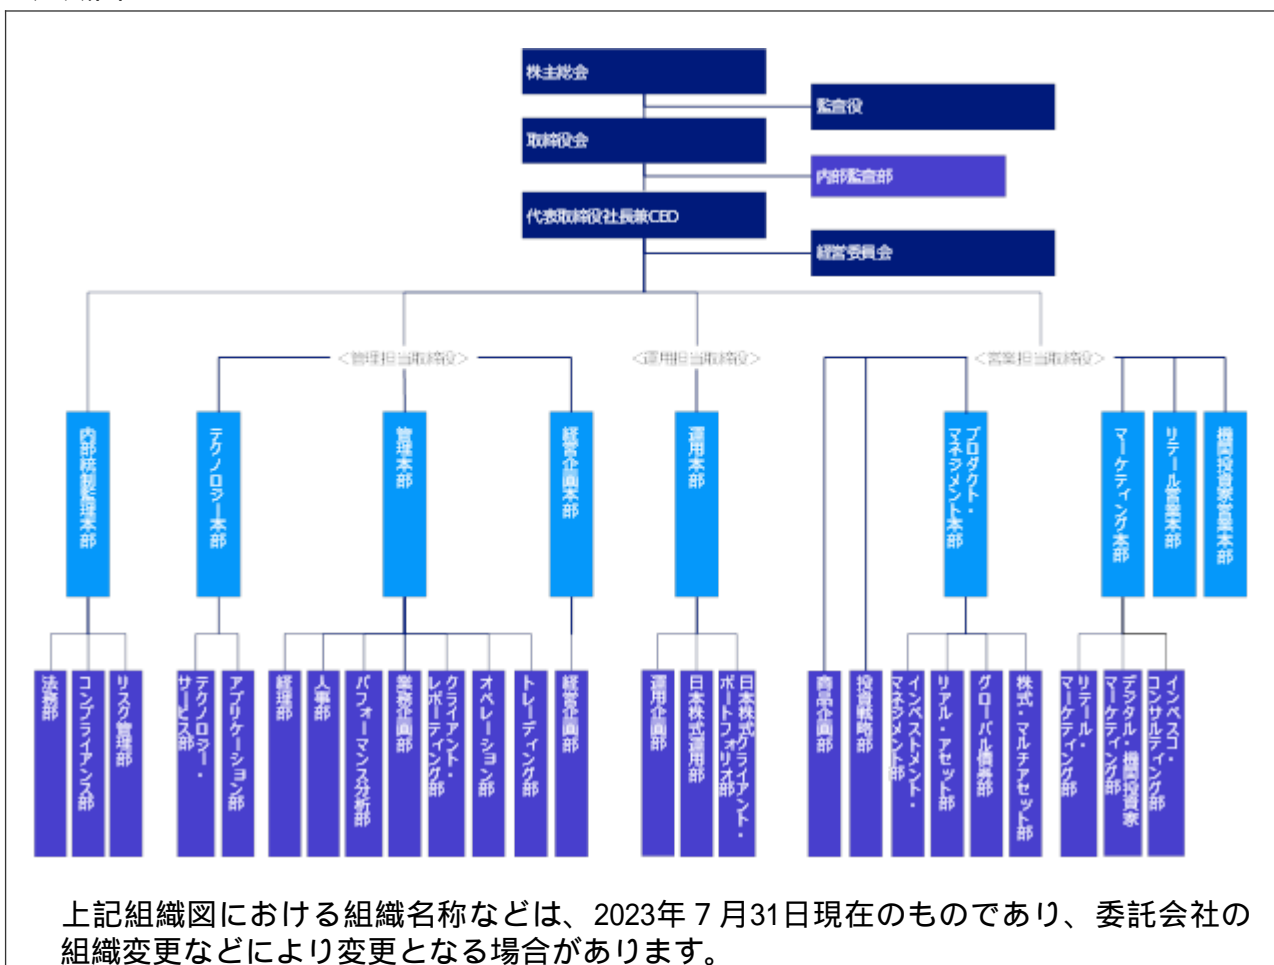 株主総会
監査役
取締役会
内部監査部
代表取締役社長兼CEO
経営委員会
<管理担当取締役>
<運用担当取締役>
<営業担当取締役>
内部統制監理本部
テクノロジー本部
管理本部
経営企画本部
運用本部
プロダクト・
マネジメント本部
マーケティング本部
リテール営業本部
機関投資家営業本部
法務部
コンプライアンス部
リスク管理部
テクノロジー・
サービス部
アプリケーション部
経理部
人事部
パフォーマンス分析部
業務企画部
クライアント・
レポーティング部
オペレーション部
トレーディング部
経営企画部
運用企画部
日本株式運用部
日本株式クライアント・
ポートフォリオ部
商品企画部
投資戦略部
インベストメント・
マネジメント部
リアル・アセット部
グローバル債券部
株式・マルチアセット部
リテール・
マーケティング部
デジタル・機関投資家
マーケティング部
インベスコ・
コンサルティング部
上記組織図における組織名称などは、2023年７月31日現在のものであり、委託会社の
組織変更などにより変更となる場合があります。